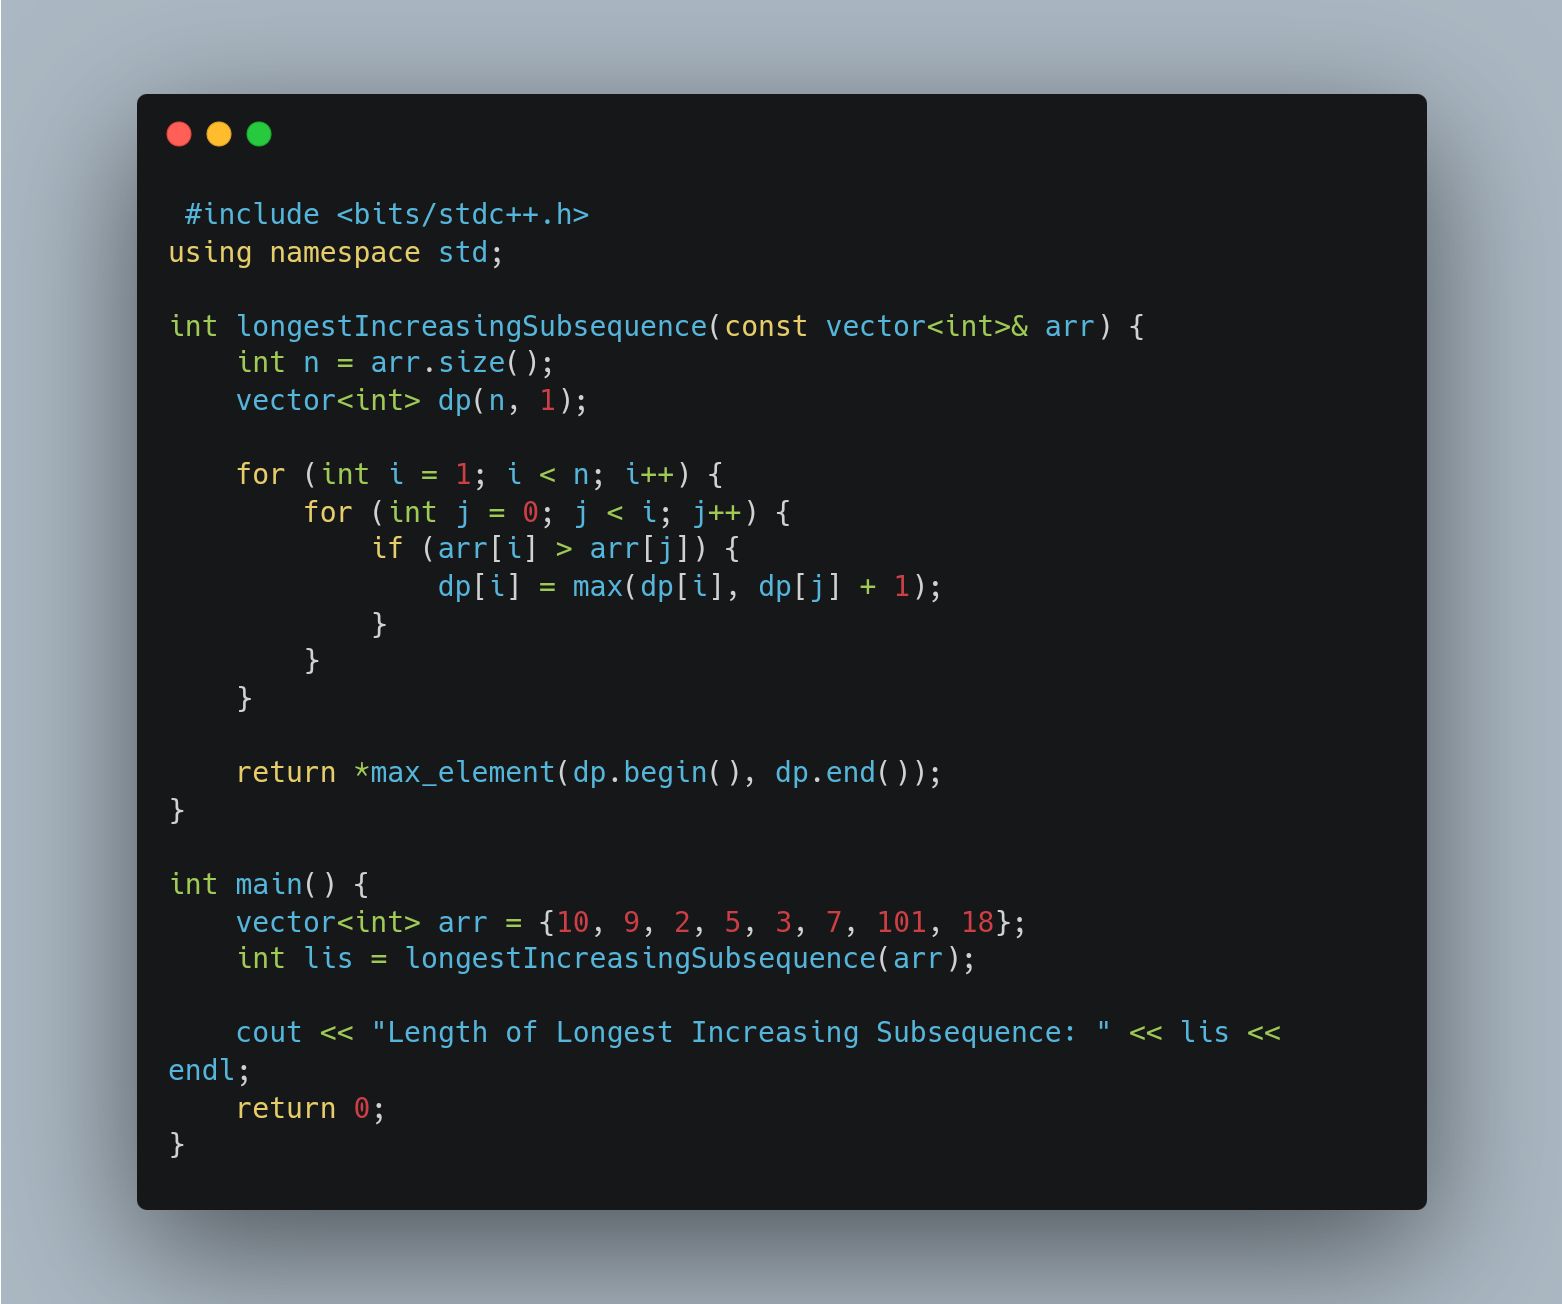 #include <bits/stdc++.h>
using namespace std;

int longestIncreasingSubsequence(const vector<int>& arr) {
    int n = arr.size();
    vector<int> dp(n, 1);

    for (int i = 1; i < n; i++) {
        for (int j = 0; j < i; j++) {
            if (arr[i] > arr[j]) {
                dp[i] = max(dp[i], dp[j] + 1);
            }
        }
    }

    return *max_element(dp.begin(), dp.end());
}

int main() {
    vector<int> arr = {10, 9, 2, 5, 3, 7, 101, 18};
    int lis = longestIncreasingSubsequence(arr);

    cout << "Length of Longest Increasing Subsequence: " << lis <<
endl;
    return 0;
}